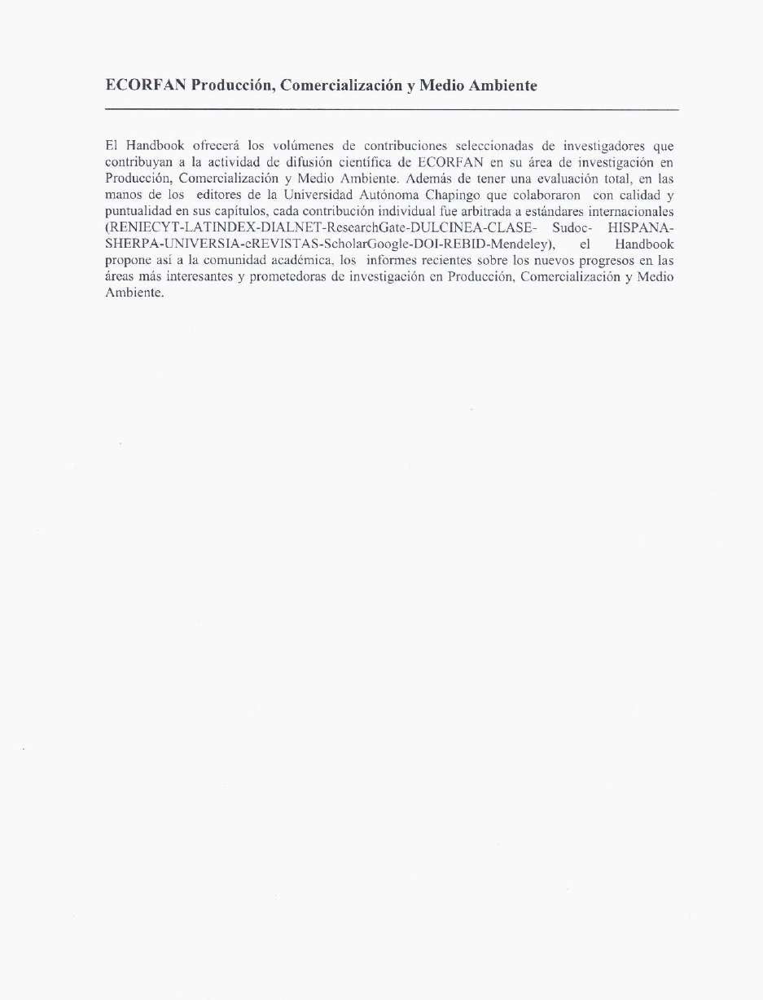 ECORFAN Producción, Comercialización y Medio Ambiente
El Handbook ofrecerá los volúmenes de contribuciones seleccionadas de investigadores que
contribuyan a la actividad de difusión científica de ECORFAN en su área de investigación en
Producción, Comercialización y Medio Ambiente. Además de tener una evaluación total, en las
manos de los editores de la Universidad Autónoma Chapingo que colaboraron con calidad y
puntualidad en sus capítulos, cada contribución individual fue arbitrada a estándares internacionales
(RENIECYT-LATINDEX-DIALNET-ResearchGate-DULCINEA-CLASE- Sudoc- HISPANA-
SHERPA-UNIVERSIA-eREVISTAS-ScholarGoogle-DOI-REBID-Mendeley), el Handbook
propone así a la comunidad académica, los informes recientes sobre los nuevos progresos en las
áreas más interesantes y prometedoras de investigación en Producción, Comercialización y Medio
Ambiente.